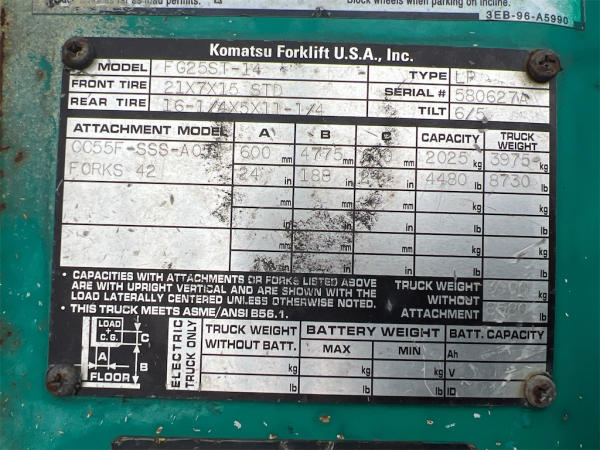 Block wheels when parking on incline.
3EB-96-A5990
Komatsu Forklift U.S.A., Inc.
MODEL FG25ST-14 TYPE LP
FRONT TIRE 21X7X15 STD SERIAL# 580627A
REAR TIRE 16-1/4X5X11-1/4 TILT 6/5
ATTACHMENT MODEL A B C CAPACITY TRUCK WEIGHT
CC55F-SSS-A0 600 mm 4775 mm mm 2025 kg 3975 kg
FORKS 42 24 in 188 in in 4480 lb 8730 lb
mm mm mm kg kg
in in in lb lb
mm mm mm kg kg
in in in lb lb
• CAPACITIES WITH ATTACHMENTS OR FORKS LISTED ABOVE
ARE WITH UPRIGHT VERTICAL AND ARE SHOWN WITH THE
LOAD LATERALLY CENTERED UNLESS OTHERWISE NOTED.
• THIS TRUCK MEETS ASME/ANSI B56.1.
TRUCK WEIGHT
WITHOUT
ATTACHMENT
kg
lb
LOAD
+
C.G.
A
B
C
FLOOR
ELECTRIC
TRUCK ONLY
TRUCK WEIGHT
WITHOUT BATT.
BATTERY WEIGHT
MAX MIN
BATT. CAPACITY
kg kg kg Ah
V
lb lb lb ID